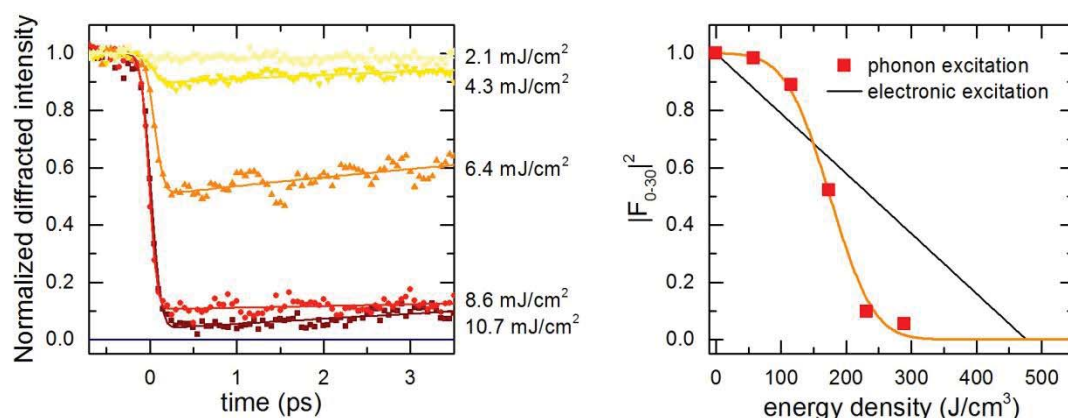 Normalized diffracted intensity
1.0
0.8
0.6
0.4
0.2
0.0
0
1
2
3
time (ps)
2.1 mJ/cm²
4.3 mJ/cm²
6.4 mJ/cm²
8.6 mJ/cm²
10.7 mJ/cm²
|F₀₋₃₀|²
1.0
0.8
0.6
0.4
0.2
0.0
phonon excitation
electronic excitation
0
100
200
300
400
500
energy density (J/cm³)